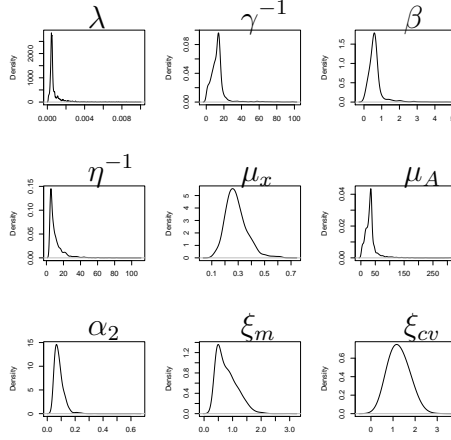 λ γ⁻¹ β
Density Density Density
0 1000 2000
0.00 0.04 0.08
0.0 0.5 1.0 1.5
0.000 0.004 0.008
0 20 40 60 80 100
0 1 2 3 4 5
η⁻¹ μₓ μ_A
Density Density Density
0.00 0.05 0.10 0.15
0 1 2 3 4 5
0.00 0.02 0.04
0 20 40 60 80 100
0.1 0.3 0.5 0.7
0 50 150 250
α₂ ξₘ ξ_cv
Density Density Density
0 5 10 15
0.0 0.4 0.8 1.2
0.0 0.2 0.4 0.6
0.0 0.2 0.4 0.6
0.0 1.0 2.0 3.0
0 1 2 3